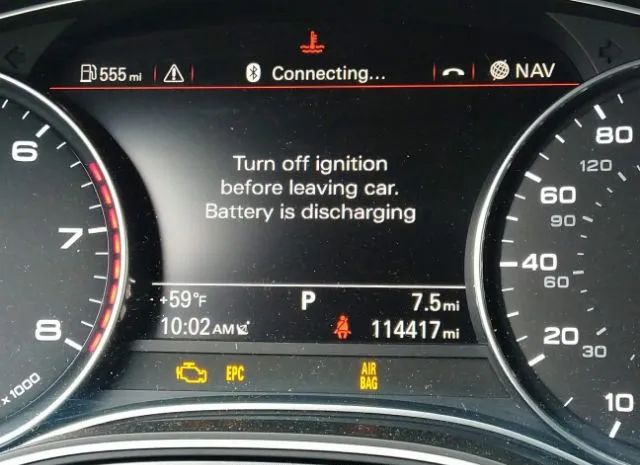 555 mi
Connecting...
NAV
Turn off ignition
before leaving car.
Battery is discharging
+59°F
P
7.5 mi
10:02 AM
114417 mi
EPC
AIR
BAG
6
7
8
x 1000
80
120
60
90
40
60
20
30
10